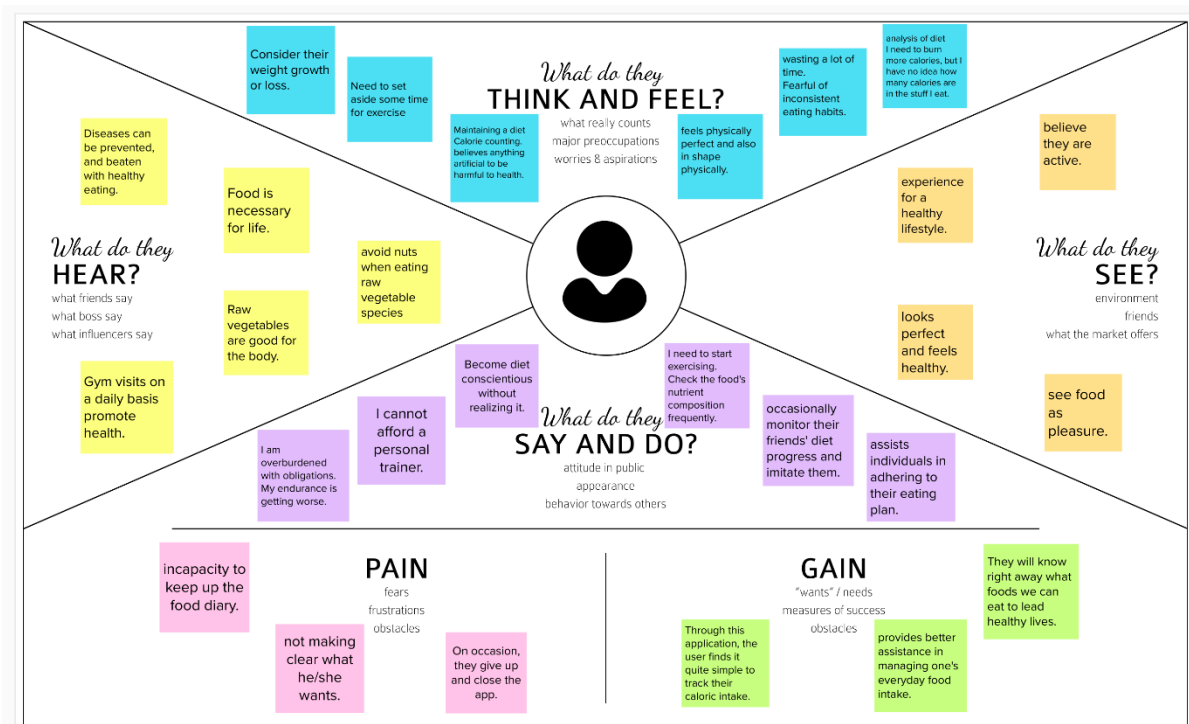 Consider their
weight growth
or loss.
Need to set
aside some time
for exercise
Maintaining a diet
Calorie counting.
believes anything
artificial to be
harmful to health.
What do they
THINK AND FEEL?
what really counts
major preoccupations
worries & aspirations
feels physically
perfect and also
in shape
physically.
wasting a lot of
time.
Fearful of
inconsistent
eating habits.
analysis of diet
I need to burn
more calories, but I
have no idea how
many calories are
in the stuff I eat.
Diseases can
be prevented,
and beaten
with healthy
eating.
Food is
necessary
for life.
avoid nuts
when eating
raw
vegetable
species
What do they
HEAR?
what friends say
what boss say
what influencers say
Raw
vegetables
are good for
the body.
Gym visits on
a daily basis
promote
health.
believe
they are
active.
experience
for a
healthy
lifestyle.
What do they
SEE?
environment
friends
what the market offers
looks
perfect
and feels
healthy.
see food
as
pleasure.
I am
overburdened
with obligations.
My endurance is
getting worse.
I cannot
afford a
personal
trainer.
Become diet
conscientious
without
realizing it.
What do they
SAY AND DO?
attitude in public
appearance
behavior towards others
I need to start
exercising.
Check the food's
nutrient
composition
frequently.
occasionally
monitor their
friends' diet
progress and
imitate them.
assists
individuals in
adhering to
their eating
plan.
PAIN
fears
frustrations
obstacles
incapacity to
keep up the
food diary.
not making
clear what
he/she
wants.
On occasion,
they give up
and close the
app.
GAIN
"wants" / needs
measures of success
obstacles
Through this
application, the
user finds it
quite simple to
track their
caloric intake.
provides better
assistance in
managing one's
everyday food
intake.
They will know
right away what
foods we can
eat to lead
healthy lives.